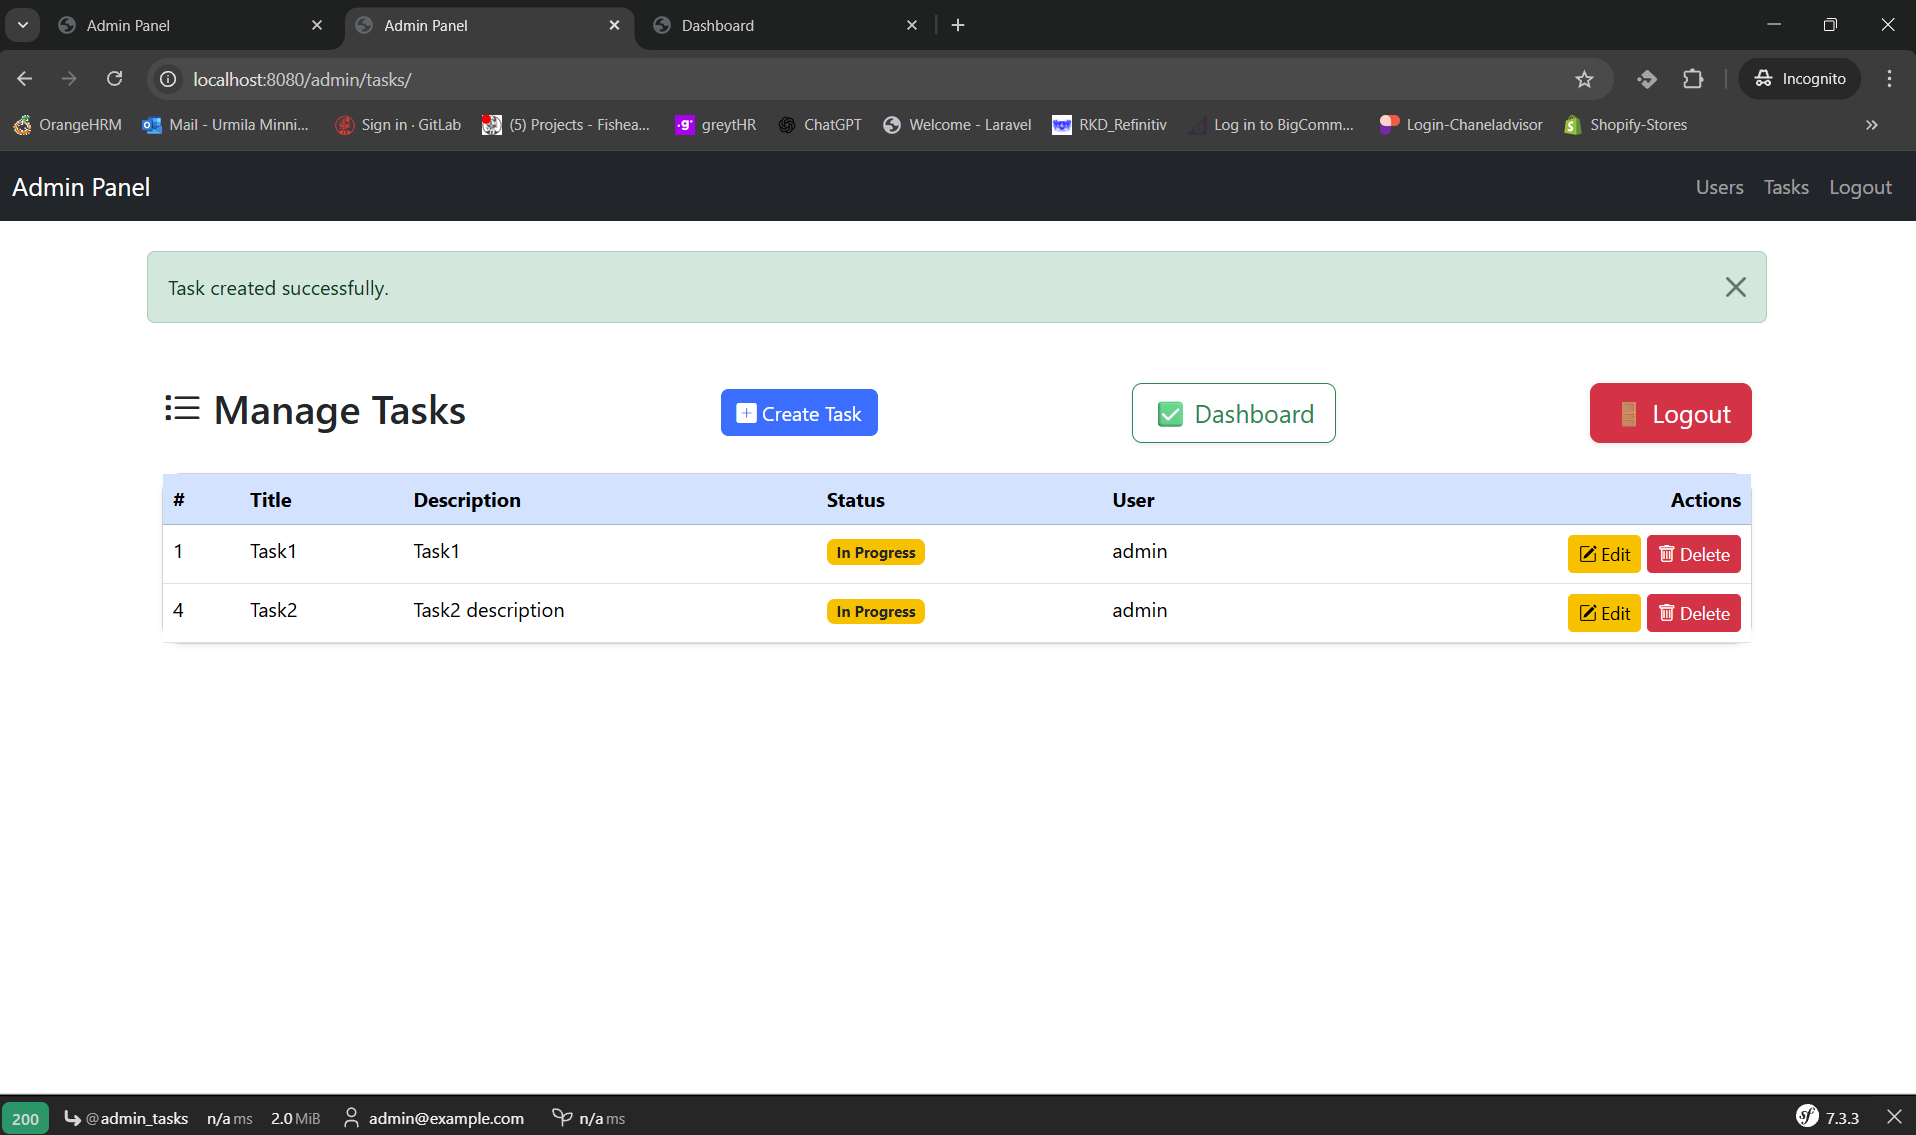 Admin Panel
Admin Panel
Dashboard
localhost:8080/admin/tasks/
Incognito
OrangeHRM
Mail - Urmila Minni...
Sign in · GitLab
(5) Projects - Fishea...
greytHR
ChatGPT
Welcome - Laravel
RKD_Refinitiv
Log in to BigComm...
Login-Chaneladvisor
Shopify-Stores
Admin Panel
Users Tasks Logout
Task created successfully.
Manage Tasks
Create Task
Dashboard
Logout
# Title Description Status User Actions
1 Task1 Task1 In Progress admin Edit Delete
4 Task2 Task2 description In Progress admin Edit Delete
200 @admin_tasks n/a ms 2.0 MiB admin@example.com n/a ms 7.3.3